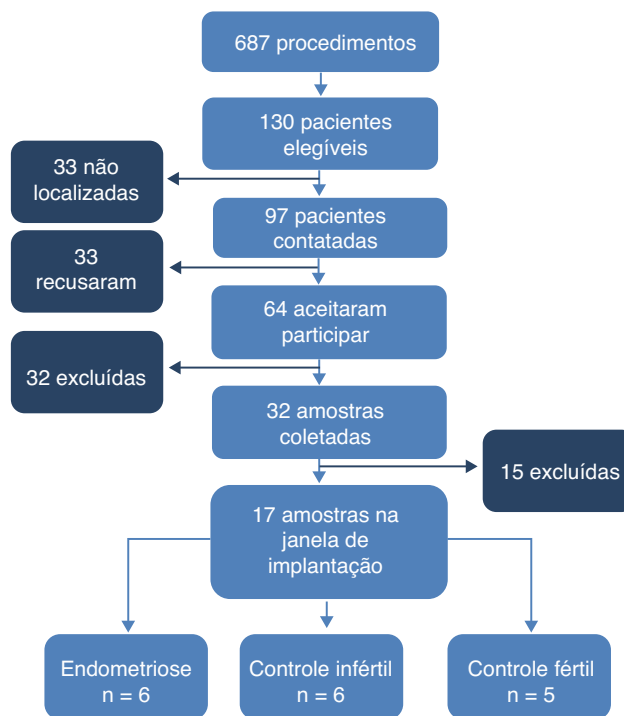 687 procedimentos
130 pacientes
elegíveis
33 não
localizadas
97 pacientes
contatadas
33
recusaram
64 aceitaram
participar
32 excluídas
32 amostras
coletadas
15 excluídas
17 amostras na
janela de
implantação
Endometriose
n = 6
Controle infértil
n = 6
Controle fértil
n = 5